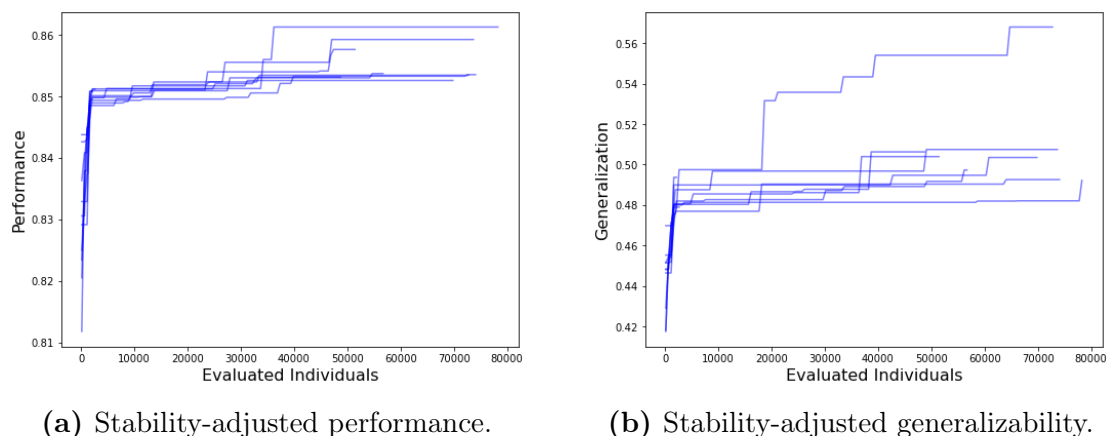 0.86
0.85
0.84
0.83
0.82
0.81
Performance
0 10000 20000 30000 40000 50000 60000 70000 80000
Evaluated Individuals
(a) Stability-adjusted performance.
0.56
0.54
0.52
0.50
0.48
0.46
0.44
0.42
Generalization
0 10000 20000 30000 40000 50000 60000 70000 80000
Evaluated Individuals
(b) Stability-adjusted generalizability.